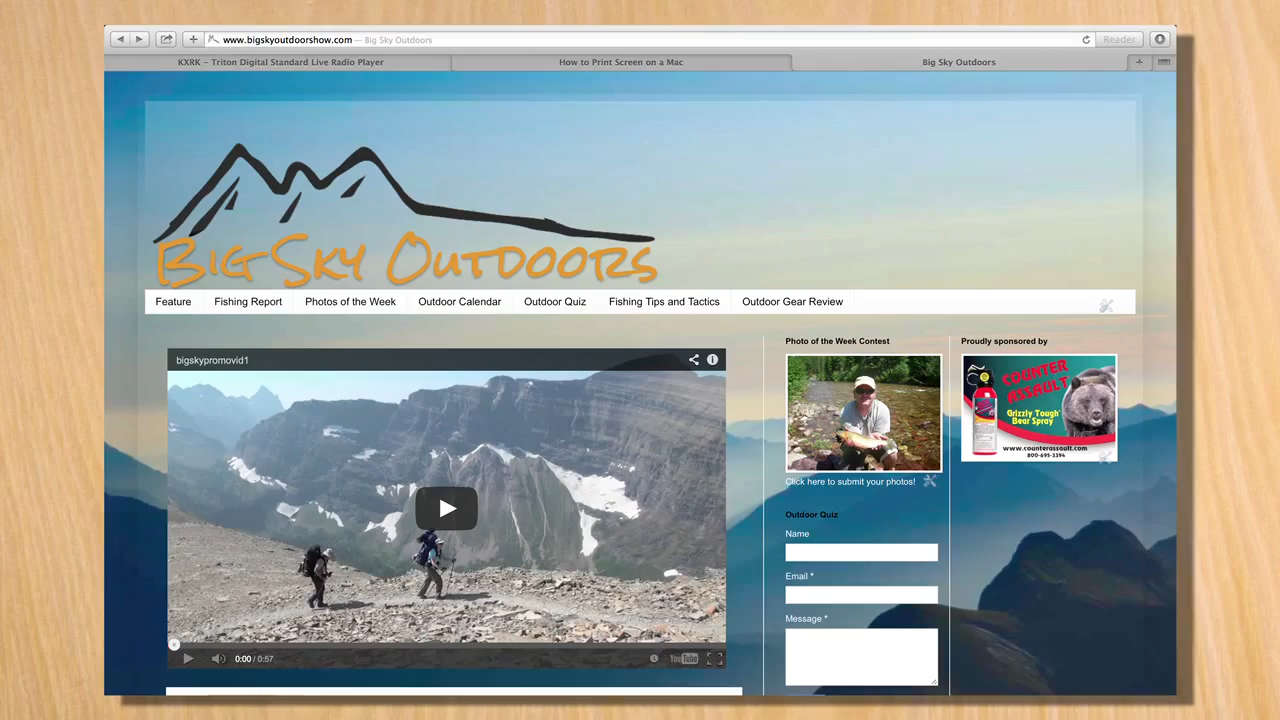 www.bigskyoutdoorshow.com — Big Sky Outdoors
Reader
KXRK – Triton Digital Standard Live Radio Player
How to Print Screen on a Mac
Big Sky Outdoors
Big Sky Outdoors
Feature
Fishing Report
Photos of the Week
Outdoor Calendar
Outdoor Quiz
Fishing Tips and Tactics
Outdoor Gear Review
bigskypromovid1
0:00 / 0:57
YouTube
Photo of the Week Contest
Click here to submit your photos!
Outdoor Quiz
Name
Email *
Message *
Proudly sponsored by
COUNTER
ASSAULT
Grizzly Tough
Bear Spray
www.counterassault.com
800-695-3394